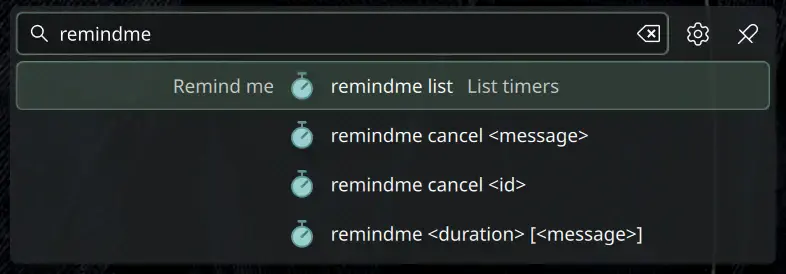 remindme
Remind me remindme list List timers
remindme cancel <message>
remindme cancel <id>
remindme <duration> [<message>]